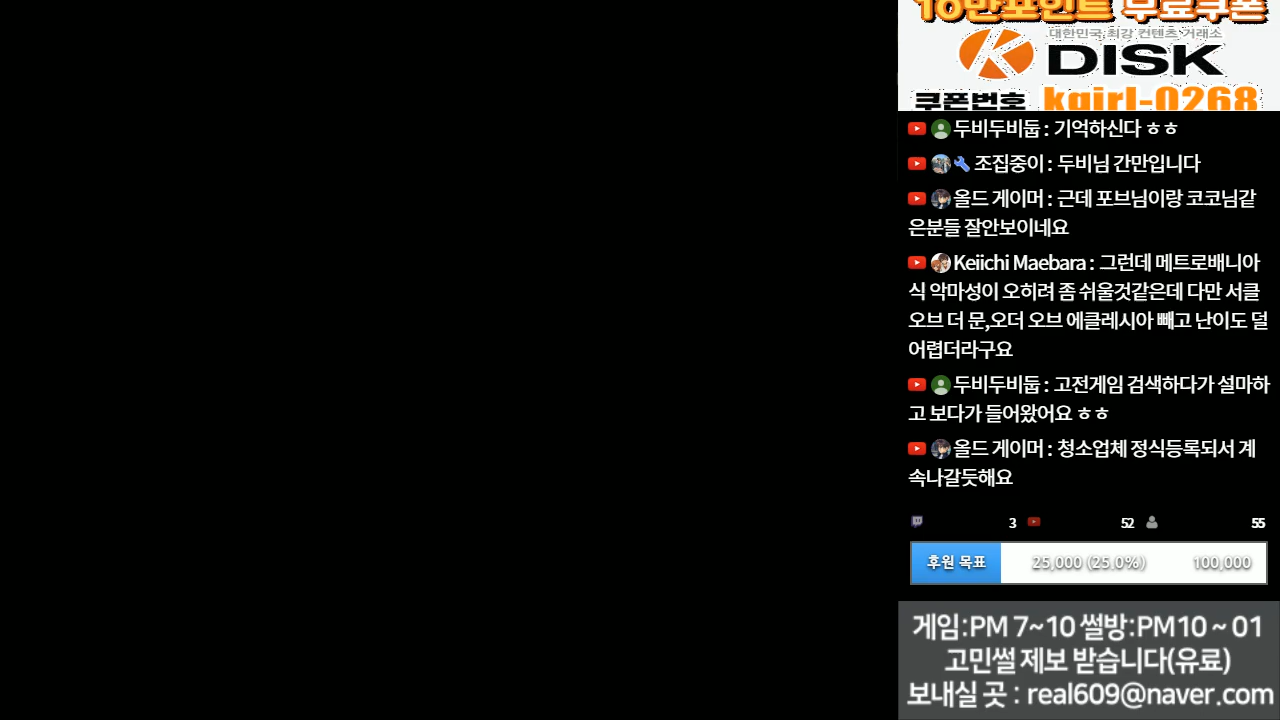 10만포인트 무료쿠폰
대한민국 최강 컨텐츠 거래소
K DISK
쿠폰번호 kgirl-0268
두비두비둡 : 기억하신다 ㅎㅎ
조집중이 : 두비님 간만입니다
올드 게이머 : 근데 포브님이랑 코코님같
은분들 잘안보이네요
Keiichi Maebara : 그런데 메트로배니아
식 악마성이 오히려 좀 쉬울것같은데 다만 서클
오브 더 문,오더 오브 에클레시아 빼고 난이도 덜
어렵더라구요
두비두비둡 : 고전게임 검색하다가 설마하
고 보다가 들어왔어요 ㅎㅎ
올드 게이머 : 청소업체 정식등록되서 계
속나갈듯해요
3 52 55
후원 목표 25,000 (25.0%) 100,000
게임:PM 7~10 썰방:PM10 ~ 01
고민썰 제보 받습니다(유료)
보내실 곳 : real609@naver.com